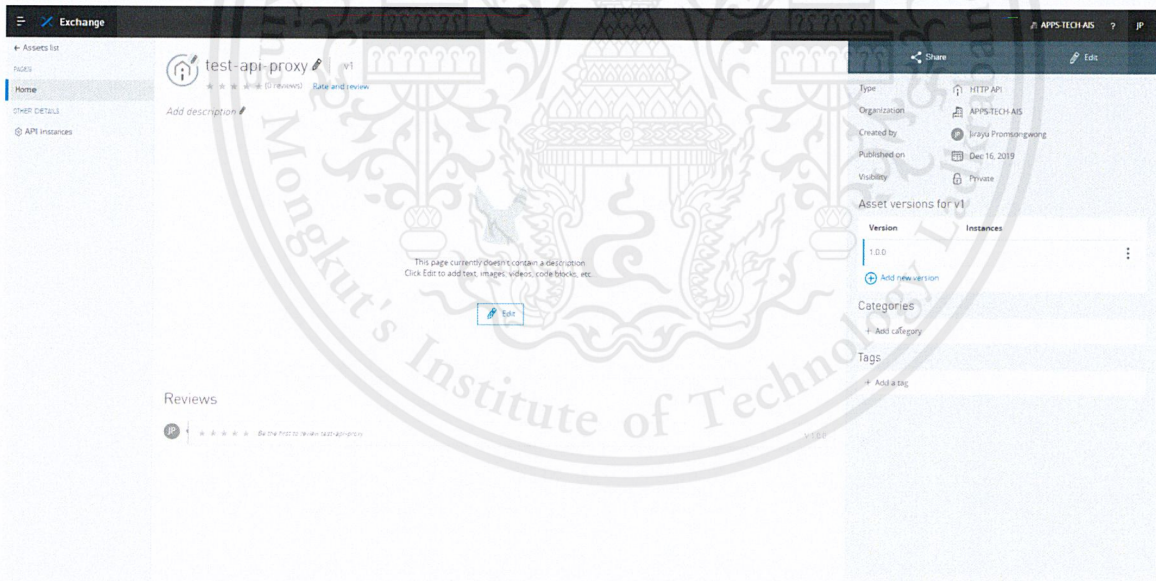 Exchange
APPS-TECH-AIS ? JP
← Assets list
PAGES
Home
OTHER DETAILS
API instances
test-api-proxy | v1
(0 reviews) Rate and review
Add description
This page currently doesn't contain a description.
Click Edit to add text, images, videos, code blocks, etc.
Edit
Reviews
JP
Be the first to review test-api-proxy
v 1.0.0
Share Edit
Type HTTP API
Organization APPS-TECH-AIS
Created by JP Jirayu Promsongwong
Published on Dec 16, 2019
Visibility Private
Asset versions for v1
Version Instances
1.0.0
Add new version
Categories
+ Add category
Tags
+ Add a tag
Mongkut's Institute of Technology Ladkrabang